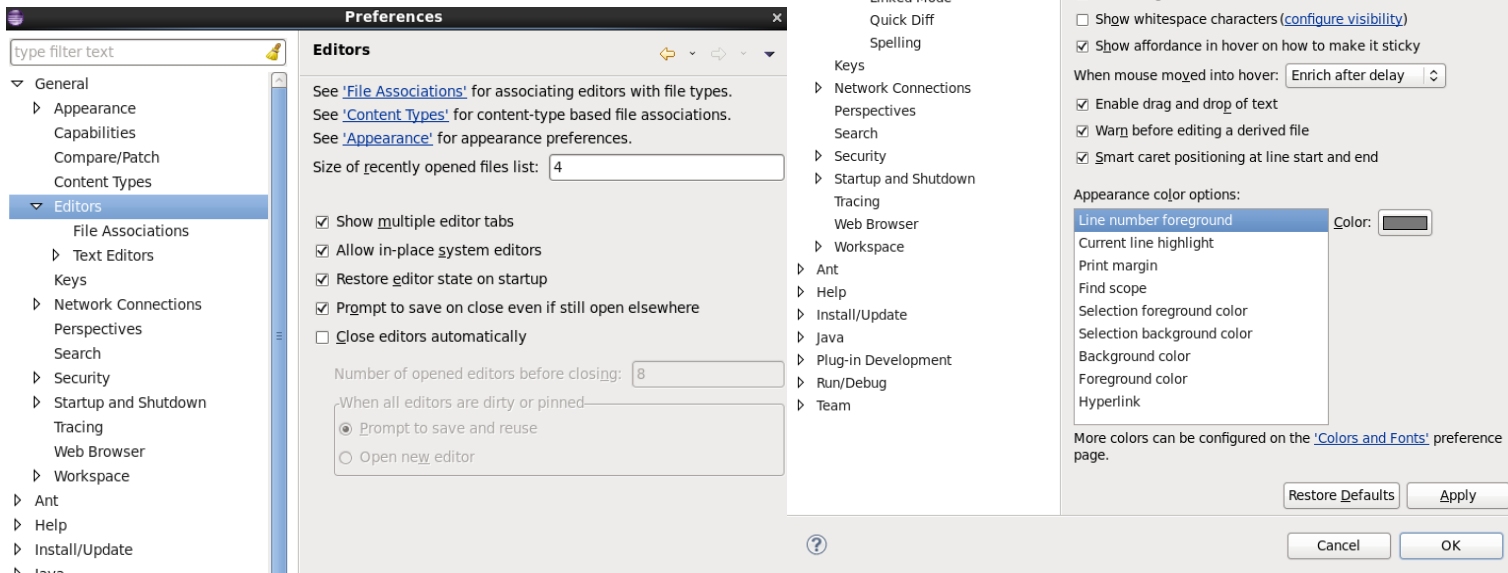 Preferences
type filter text
General
Appearance
Capabilities
Compare/Patch
Content Types
Editors
File Associations
Text Editors
Keys
Network Connections
Perspectives
Search
Security
Startup and Shutdown
Tracing
Web Browser
Workspace
Ant
Help
Install/Update
Java
Editors
See 'File Associations' for associating editors with file types.
See 'Content Types' for content-type based file associations.
See 'Appearance' for appearance preferences.
Size of recently opened files list: 4
Show multiple editor tabs
Allow in-place system editors
Restore editor state on startup
Prompt to save on close even if still open elsewhere
Close editors automatically
Number of opened editors before closing: 8
When all editors are dirty or pinned
Prompt to save and reuse
Open new editor
Linked Mode
Quick Diff
Spelling
Keys
Network Connections
Perspectives
Search
Security
Startup and Shutdown
Tracing
Web Browser
Workspace
Ant
Help
Install/Update
Java
Plug-in Development
Run/Debug
Team
Show whitespace characters (configure visibility)
Show affordance in hover on how to make it sticky
When mouse moved into hover: Enrich after delay
Enable drag and drop of text
Warn before editing a derived file
Smart caret positioning at line start and end
Appearance color options:
Line number foreground
Current line highlight
Print margin
Find scope
Selection foreground color
Selection background color
Background color
Foreground color
Hyperlink
Color:
More colors can be configured on the 'Colors and Fonts' preference
page.
Restore Defaults
Apply
Cancel
OK